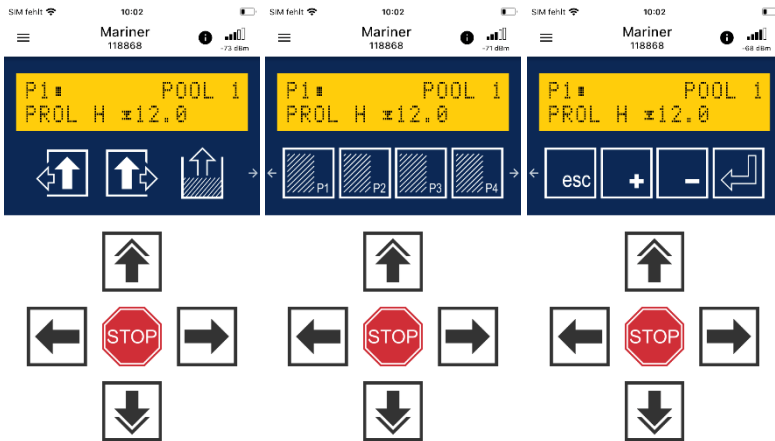 SIM fehlt 10:02
Mariner
118868
-73 dBm
P1 POOL 1
PROL H 12.0
SIM fehlt 10:02
Mariner
118868
-71 dBm
P1 POOL 1
PROL H 12.0
P1 P2 P3 P4
SIM fehlt 10:02
Mariner
118868
-68 dBm
P1 POOL 1
PROL H 12.0
esc + -
STOP
STOP
STOP